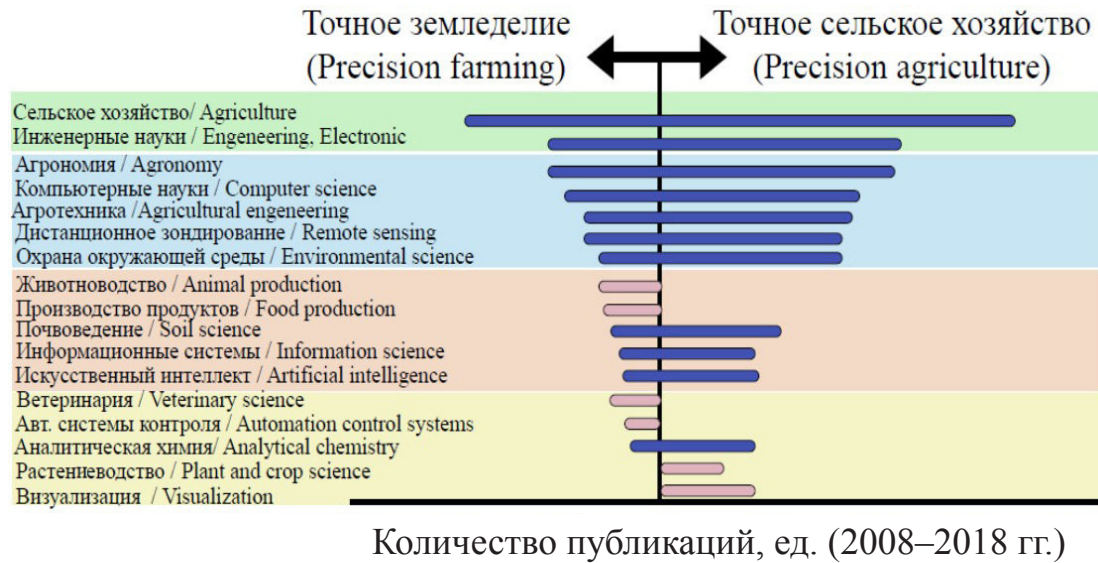 Точное земледелие
(Precision farming)
Точное сельское хозяйство
(Precision agriculture)
Сельское хозяйство/ Agriculture
Инженерные науки / Engeneering, Electronic
Агрономия / Agronomy
Компьютерные науки / Computer science
Агротехника /Agricultural engeneering
Дистанционное зондирование / Remote sensing
Охрана окружающей среды / Environmental science
Животноводство / Animal production
Производство продуктов / Food production
Почвоведение / Soil science
Информационные системы / Information science
Искусственный интеллект / Artificial intelligence
Ветеринария / Veterinary science
Авт. системы контроля / Automation control systems
Аналитическая химия/ Analytical chemistry
Растениеводство / Plant and crop science
Визуализация / Visualization
Количество публикаций, ед. (2008–2018 гг.)